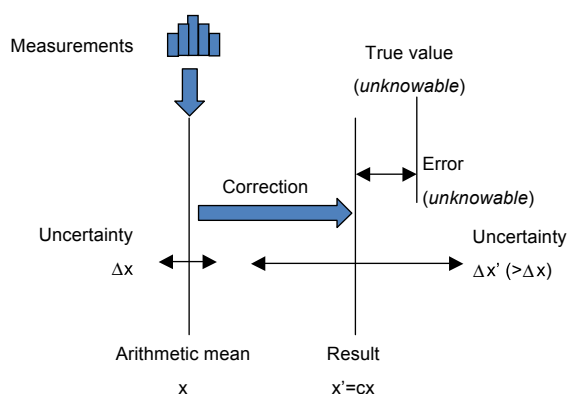 Measurements
True value
(unknowable)
Correction
Error
(unknowable)
Uncertainty
Δx
Uncertainty
Δx' (>Δx)
Arithmetic mean
x
Result
x'=cx